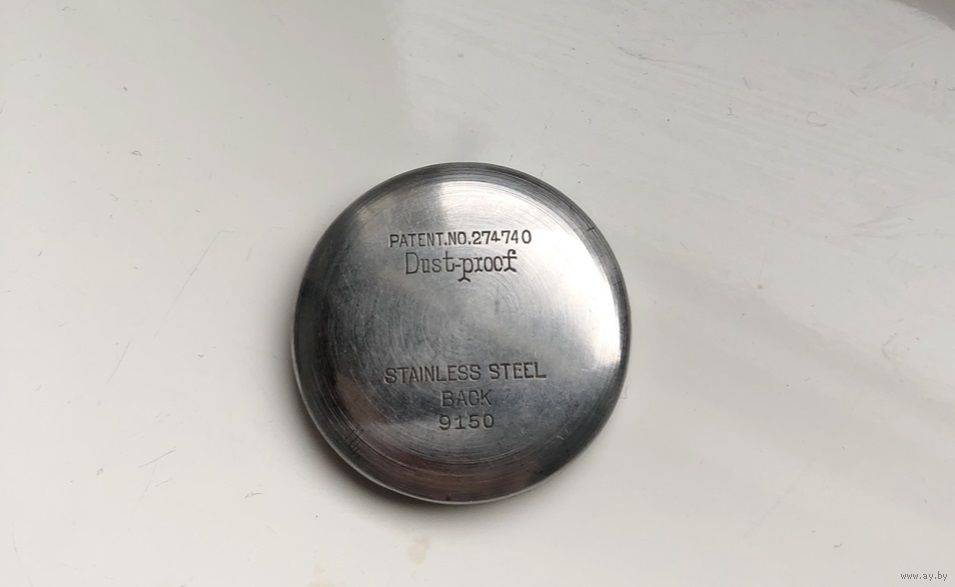 PATENT.NO.274740
Dust-proof
STAINLESS STEEL
BACK
9150
www.ay.by